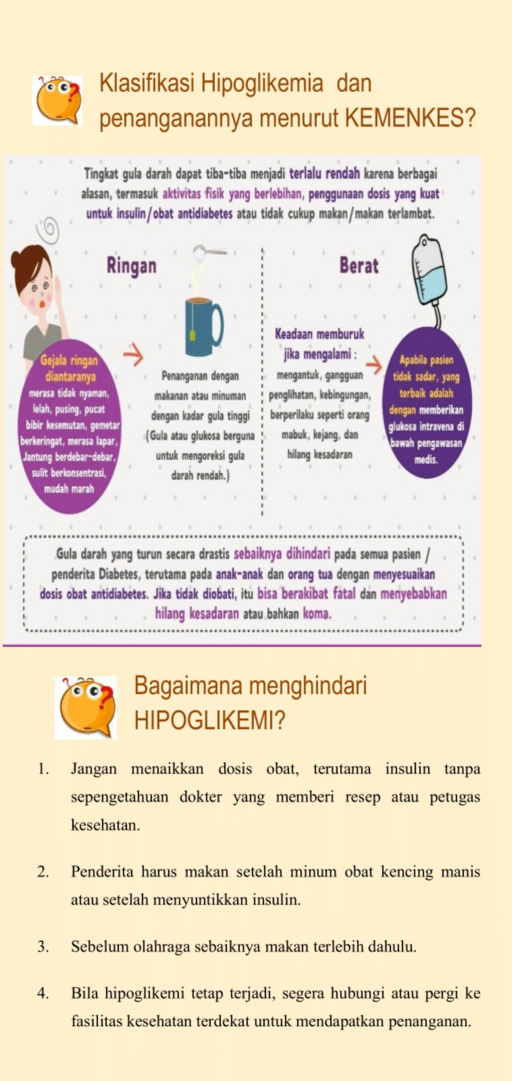 Klasifikasi Hipoglikemia dan
penanganannya menurut KEMENKES?
Tingkat gula darah dapat tiba-tiba menjadi terlalu rendah karena berbagai
alasan, termasuk aktivitas fisik yang berlebihan, penggunaan dosis yang kuat
untuk insulin/obat antidiabetes atau tidak cukup makan/makan terlambat.
Ringan
Gejala ringan
diantaranya
merasa tidak nyaman,
lelah, pusing, pucat
bibir kesemutan, gemetar
berkeringat, merasa lapar,
Jantung berdebar-debar,
sulit berkonsentrasi,
mudah marah
Penanganan dengan
makanan atau minuman
dengan kadar gula tinggi
(Gula atau glukosa berguna
untuk mengoreksi gula
darah rendah.)
Berat
Keadaan memburuk
jika mengalami :
mengantuk, gangguan
penglihatan, kebingungan,
berperilaku seperti orang
mabuk, kejang, dan
hilang kesadaran
Apabila pasien
tidak sadar, yang
terbaik adalah
dengan memberikan
glukosa intravena di
bawah pengawasan
medis.
Gula darah yang turun secara drastis sebaiknya dihindari pada semua pasien /
penderita Diabetes, terutama pada anak-anak dan orang tua dengan menyesuaikan
dosis obat antidiabetes. Jika tidak diobati, itu bisa berakibat fatal dan menyebabkan
hilang kesadaran atau bahkan koma.
Bagaimana menghindari
HIPOGLIKEMI?
1. Jangan menaikkan dosis obat, terutama insulin tanpa
sepengetahuan dokter yang memberi resep atau petugas
kesehatan.
2. Penderita harus makan setelah minum obat kencing manis
atau setelah menyuntikkan insulin.
3. Sebelum olahraga sebaiknya makan terlebih dahulu.
4. Bila hipoglikemi tetap terjadi, segera hubungi atau pergi ke
fasilitas kesehatan terdekat untuk mendapatkan penanganan.